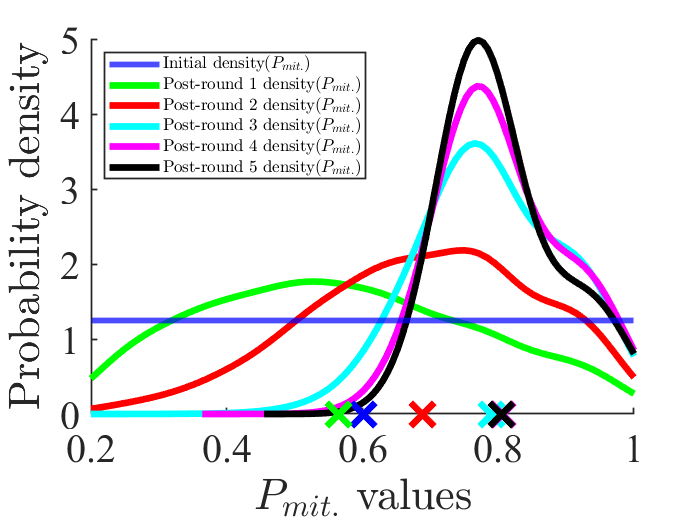 Probability density
5
4
3
2
1
0
Initial density(P_mit.)
Post-round 1 density(P_mit.)
Post-round 2 density(P_mit.)
Post-round 3 density(P_mit.)
Post-round 4 density(P_mit.)
Post-round 5 density(P_mit.)
0.2 0.4 0.6 0.8 1
P_mit. values